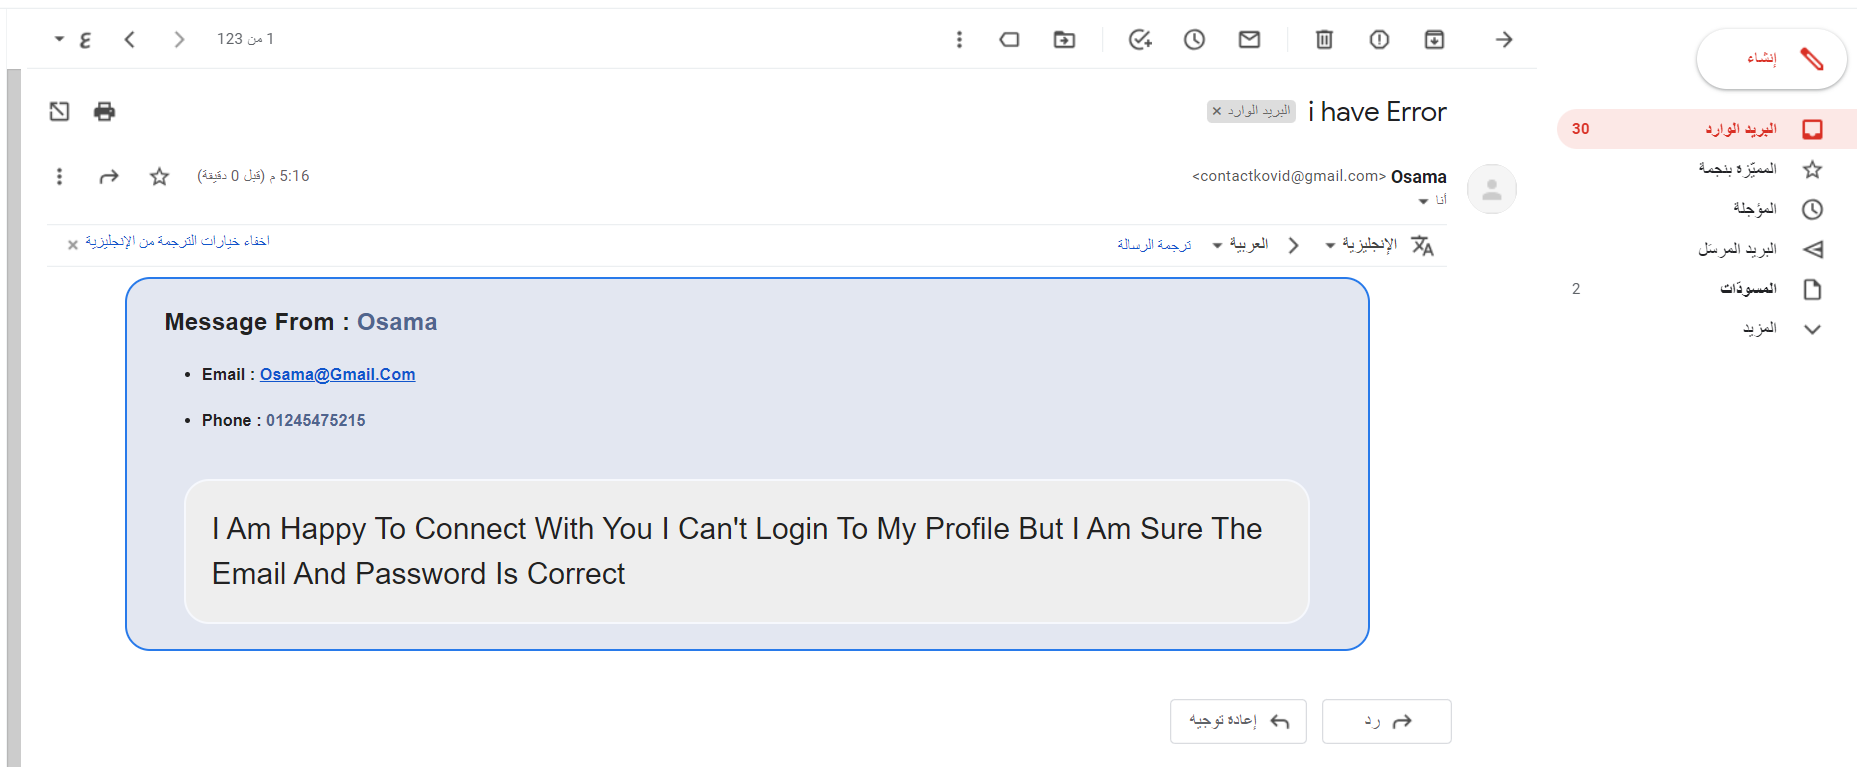 ع
1 من 123
إنشاء
i have Error
البريد الوارد ×
البريد الوارد 30
المميّزة بنجمة
المؤجلة
البريد المرسَل
المسودّات 2
المزيد
Osama <contactkovid@gmail.com>
5:16 م (قبل 0 دقيقة)
أنا
الإنجليزية
العربية
ترجمة الرسالة
اخفاء خيارات الترجمة من الإنجليزية ×
Message From : Osama
• Email : Osama@Gmail.Com
• Phone : 01245475215
I Am Happy To Connect With You I Can't Login To My Profile But I Am Sure The
Email And Password Is Correct
رد
إعادة توجيه